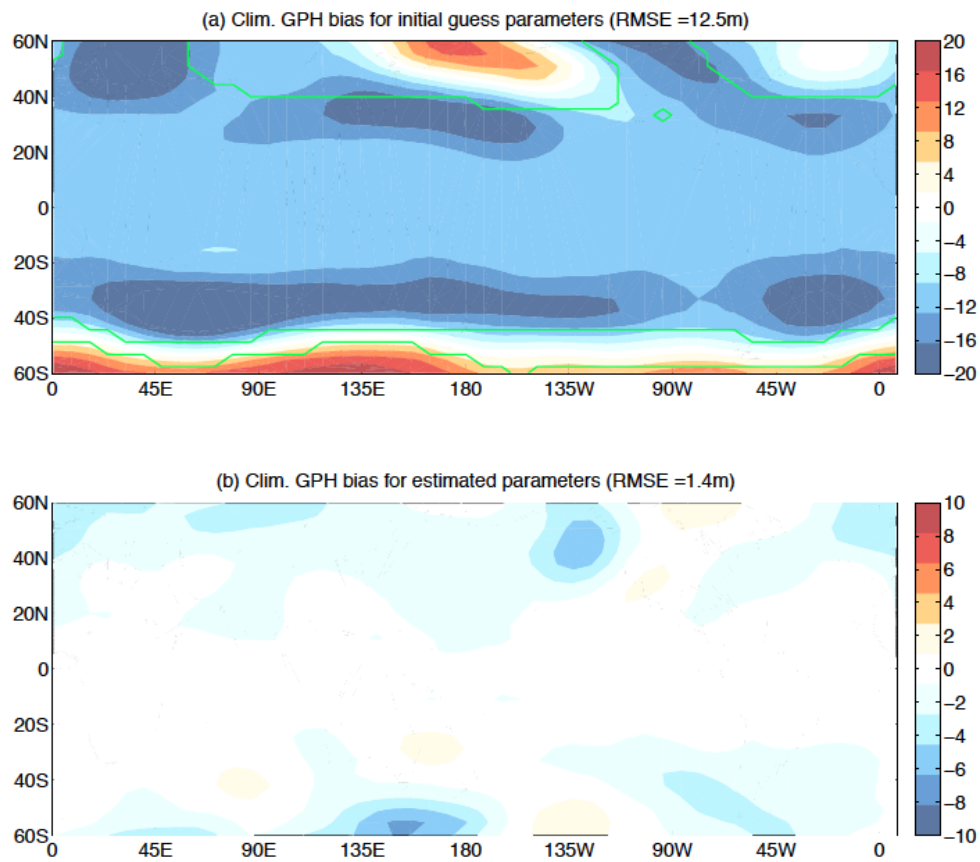 (a) Clim. GPH bias for initial guess parameters (RMSE =12.5m)
60N
40N
20N
0
20S
40S
60S
0 45E 90E 135E 180 135W 90W 45W 0
20
16
12
8
4
0
−4
−8
−12
−16
−20
(b) Clim. GPH bias for estimated parameters (RMSE =1.4m)
60N
40N
20N
0
20S
40S
60S
0 45E 90E 135E 180 135W 90W 45W 0
10
8
6
4
2
0
−2
−4
−6
−8
−10